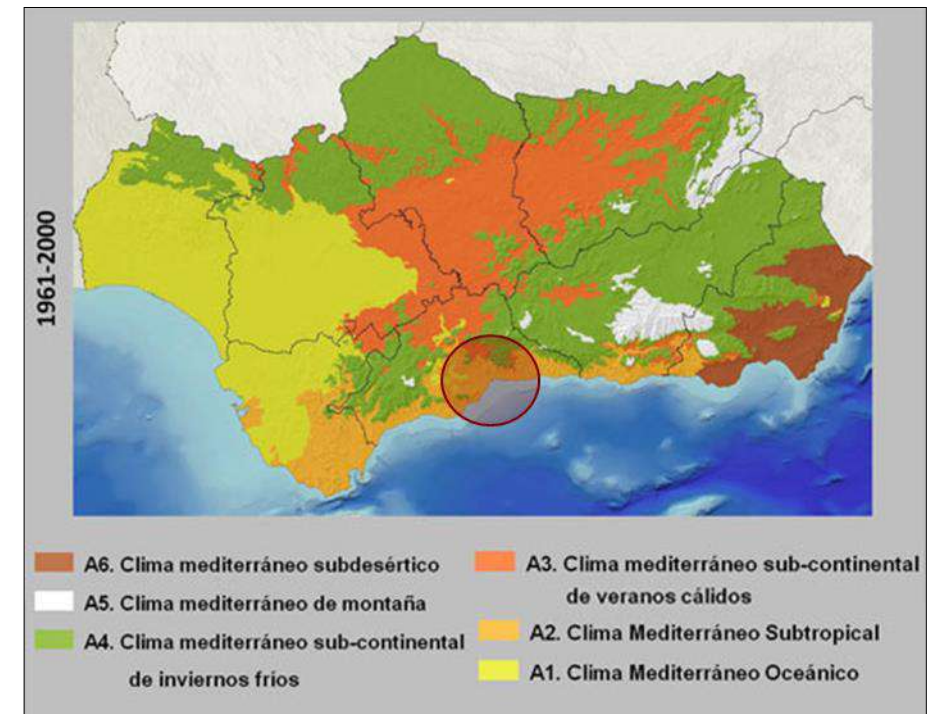 1961-2000
A6. Clima mediterráneo subdesértico
A5. Clima mediterráneo de montaña
A4. Clima mediterráneo sub-continental
de inviernos fríos
A3. Clima mediterráneo sub-continental
de veranos cálidos
A2. Clima Mediterráneo Subtropical
A1. Clima Mediterráneo Oceánico